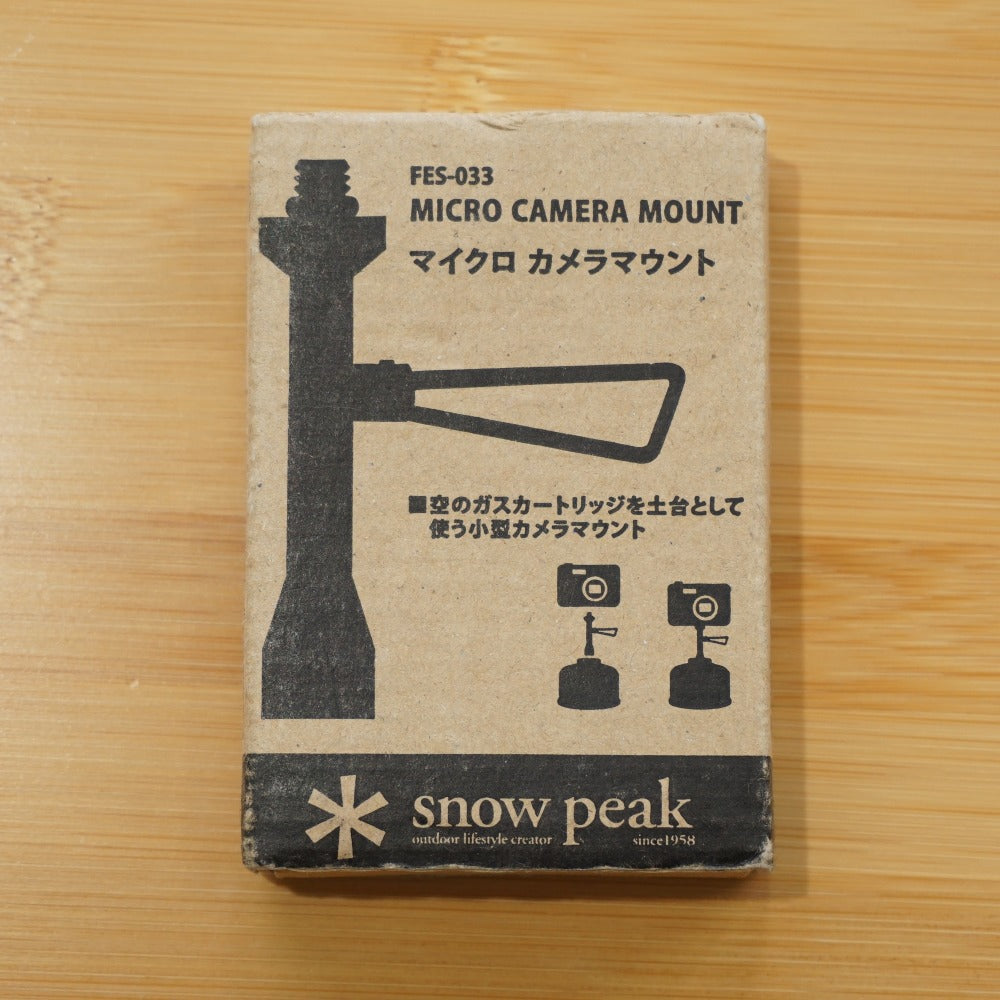 FES-033
MICRO CAMERA MOUNT
マイクロ カメラマウント
■空のガスカートリッジを土台として
使う小型カメラマウント
snow peak
outdoor lifestyle creator since1958